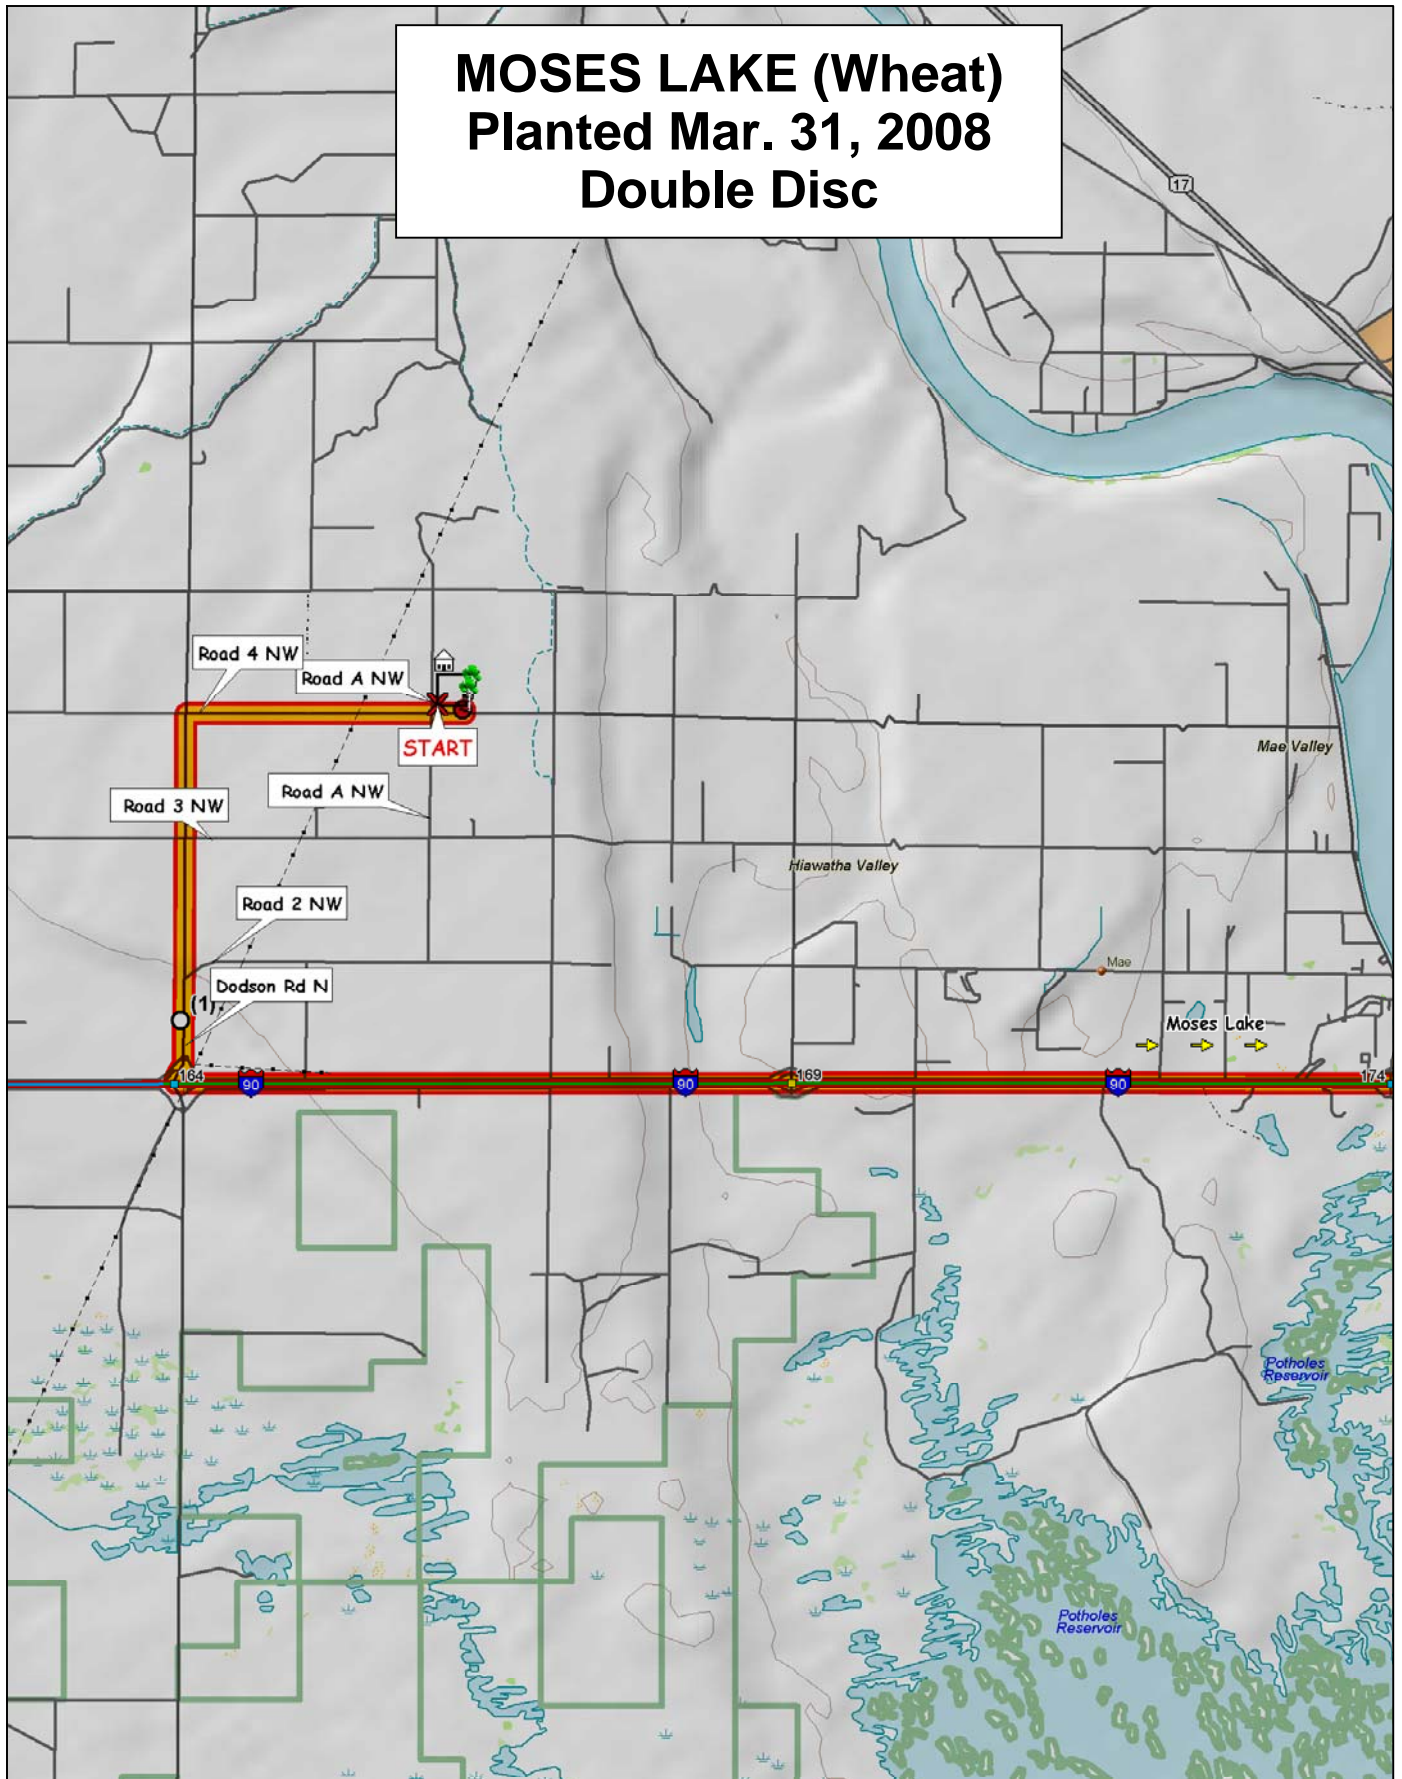 MOSES LAKE (Wheat)
Planted Mar. 31, 2008
Double Disc
17
Road 4 NW
Road A NW
START
Mae Valley
Road 3 NW
Road A NW
Hiawatha Valley
Road 2 NW
Mae
Dodson Rd N
(1)
Moses Lake
164
90
90
169
90
174
Potholes
Reservoir
Potholes
Reservoir